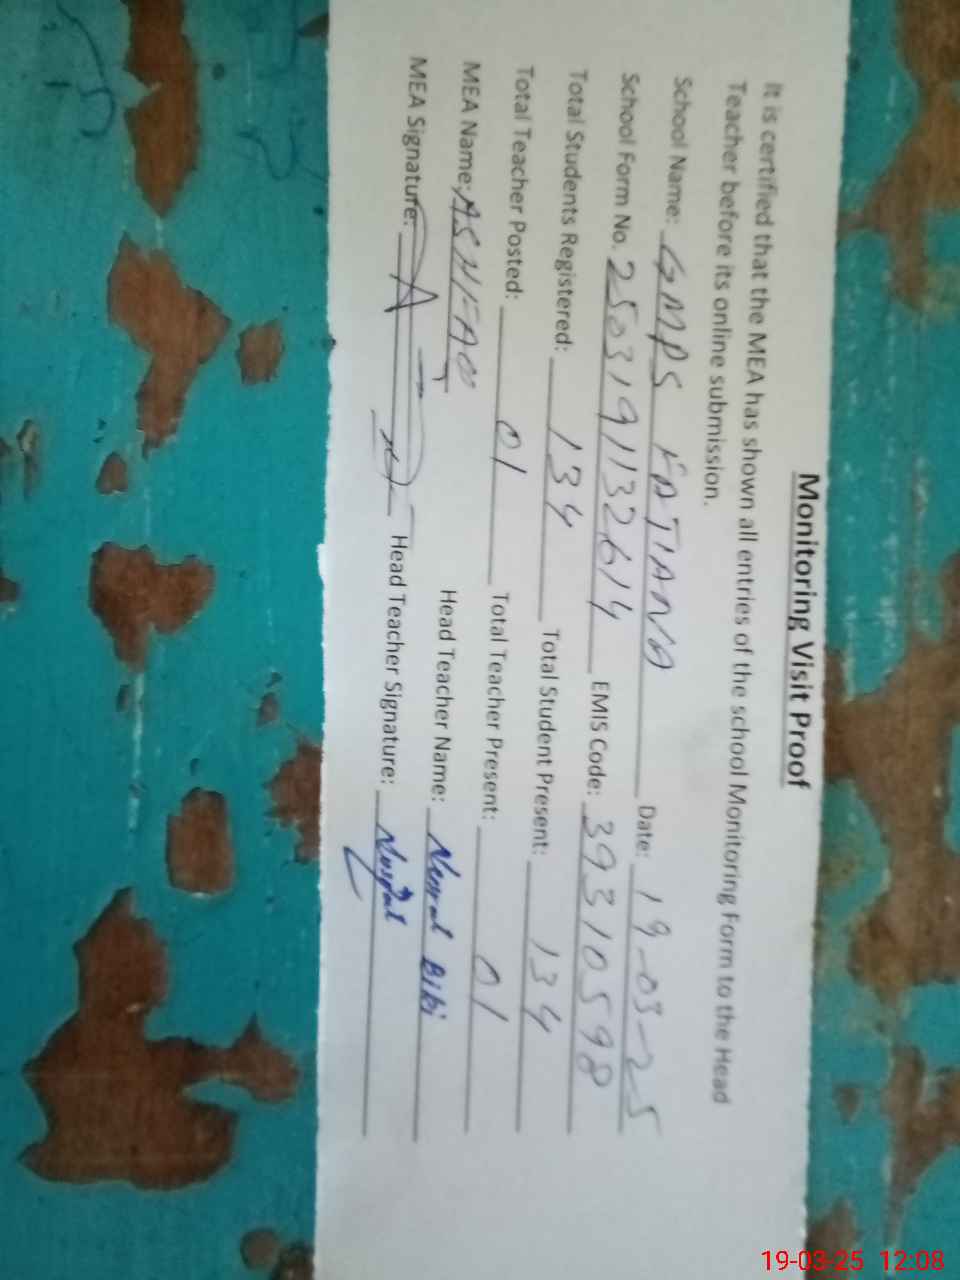 Monitoring Visit Proof
It is certified that the MEA has shown all entries of the school Monitoring Form to the Head
Teacher before its online submission.
School Name: GMPS FATIANA Date: 19-03-25
School Form No. 2503191132614 EMIS Code: 39310598
Total Students Registered: 134 Total Student Present: 134
Total Teacher Posted: 01 Total Teacher Present: 01
MEA Name: ASHFAQ Head Teacher Name: Bibi
MEA Signature: Head Teacher Signature:
19-03-25 12:08